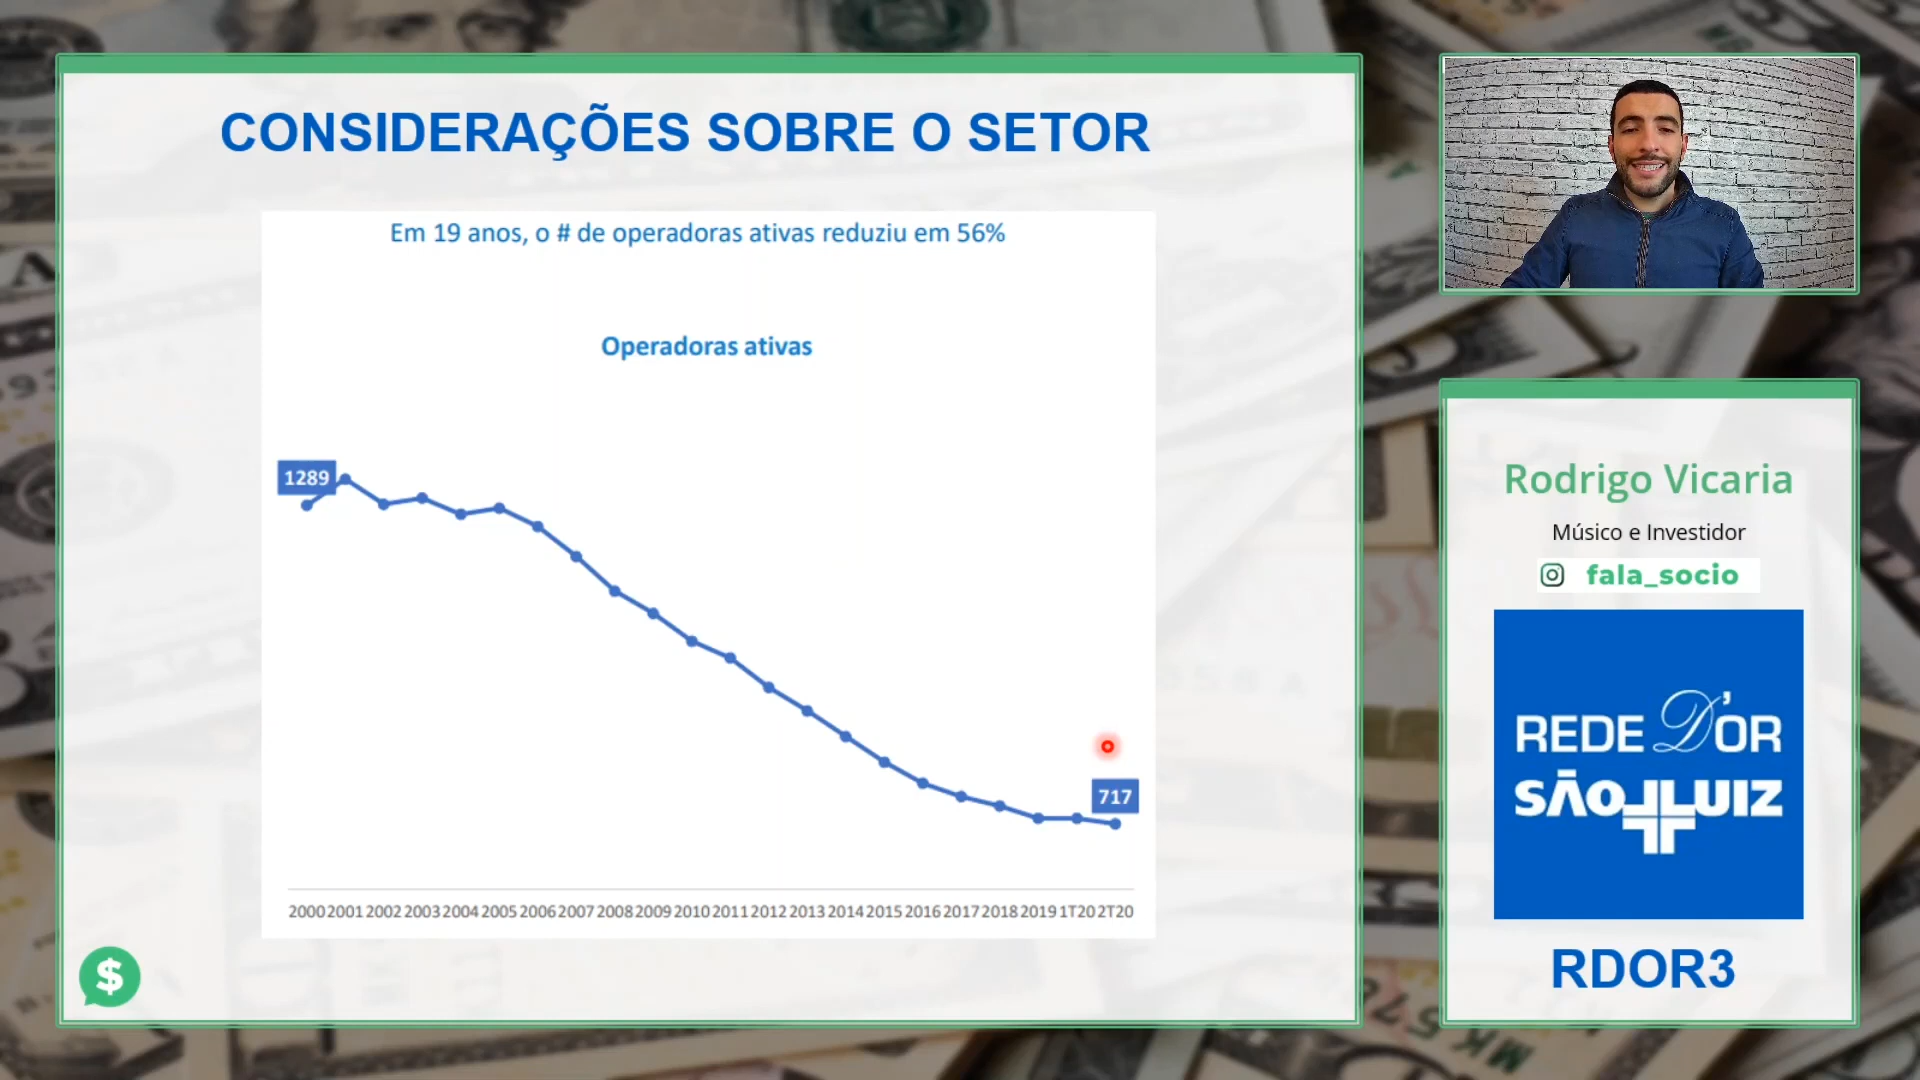 CONSIDERAÇÕES SOBRE O SETOR
Em 19 anos, o # de operadoras ativas reduziu em 56%
Operadoras ativas
1289
717
2000 2001 2002 2003 2004 2005 2006 2007 2008 2009 2010 2011 2012 2013 2014 2015 2016 2017 2018 2019 1T20 2T20
$
Rodrigo Vicaria
Músico e Investidor
fala_socio
REDE D'OR
SÃO LUIZ
RDOR3